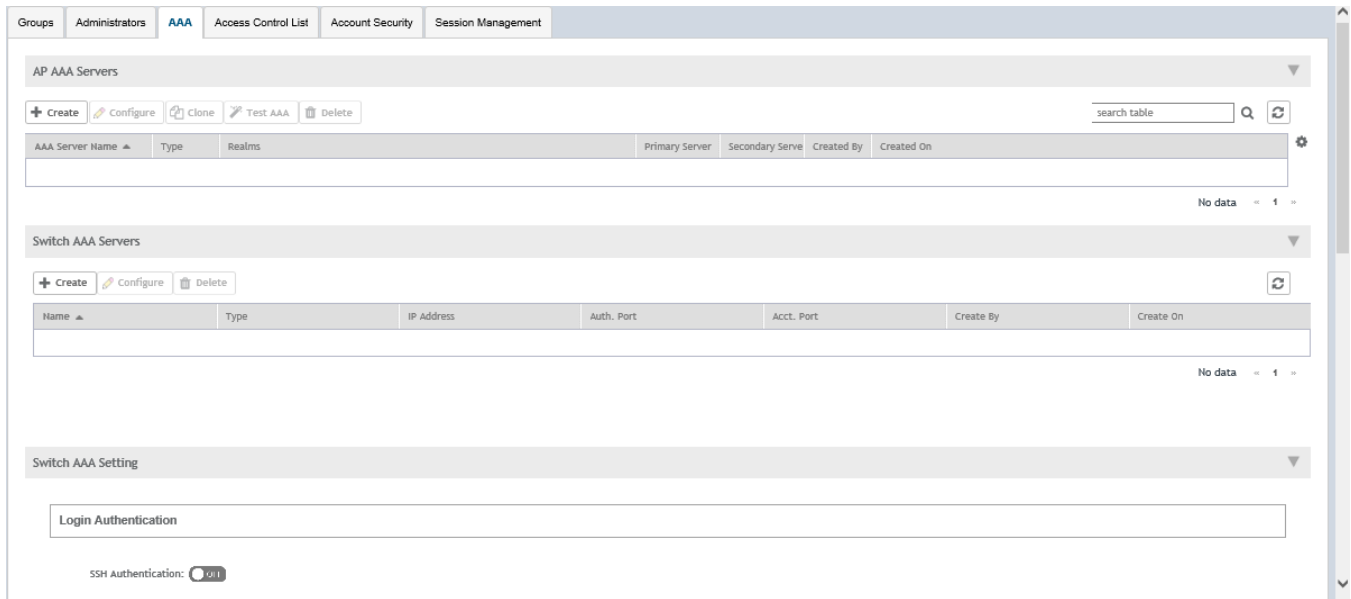 Groups Administrators AAA Access Control List Account Security Session Management
AP AAA Servers
Create Configure Clone Test AAA Delete search table
AAA Server Name Type Realms Primary Server Secondary Serve Created By Created On
No data « 1 »
Switch AAA Servers
Create Configure Delete
Name Type IP Address Auth. Port Acct. Port Create By Create On
No data « 1 »
Switch AAA Setting
Login Authentication
SSH Authentication: OFF